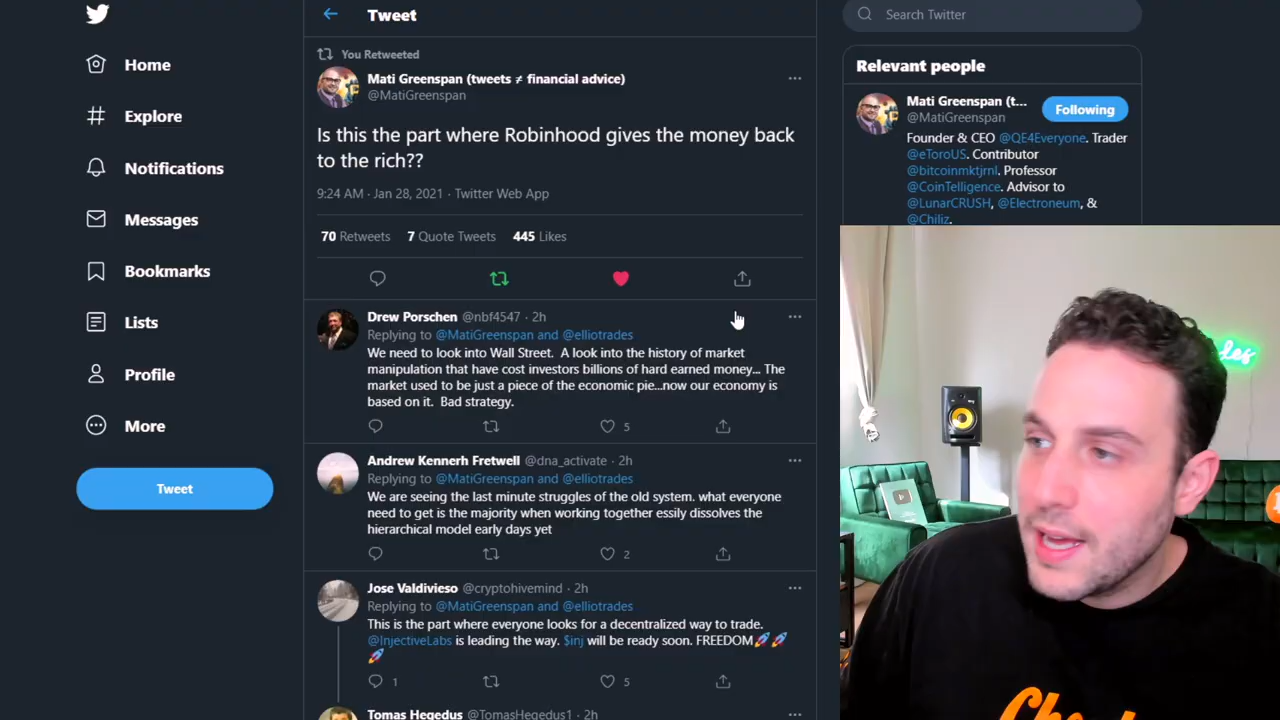 Tweet
Search Twitter
You Retweeted
Home
Mati Greenspan (tweets ≠ financial advice)
@MatiGreenspan
Explore
Is this the part where Robinhood gives the money back
to the rich??
Notifications
9:24 AM · Jan 28, 2021 · Twitter Web App
Messages
70 Retweets 7 Quote Tweets 445 Likes
Bookmarks
Lists
Profile
More
Tweet
Drew Porschen @nbf4547 · 2h
Replying to @MatiGreenspan and @elliotrades
We need to look into Wall Street. A look into the history of market
manipulation that have cost investors billions of hard earned money... The
market used to be just a piece of the economic pie...now our economy is
based on it. Bad strategy.
5
Andrew Kennerh Fretwell @dna_activate · 2h
Replying to @MatiGreenspan and @elliotrades
We are seeing the last minute struggles of the old system. what everyone
need to get is the majority when working together essily dissolves the
hierarchical model early days yet
2
Jose Valdivieso @cryptohivemind · 2h
Replying to @MatiGreenspan and @elliotrades
This is the part where everyone looks for a decentralized way to trade.
@InjectiveLabs is leading the way. $inj will be ready soon. FREEDOM🚀🚀
🚀
1 5
Tomas Hegedus @TomasHegedus1 · 2h
Relevant people
Mati Greenspan (t...
Following
@MatiGreenspan
Founder & CEO @QE4Everyone. Trader
@eToroUS. Contributor
@bitcoinmktjrnl. Professor
@CoinTelligence. Advisor to
@LunarCRUSH, @Electroneum, &
@Chiliz.